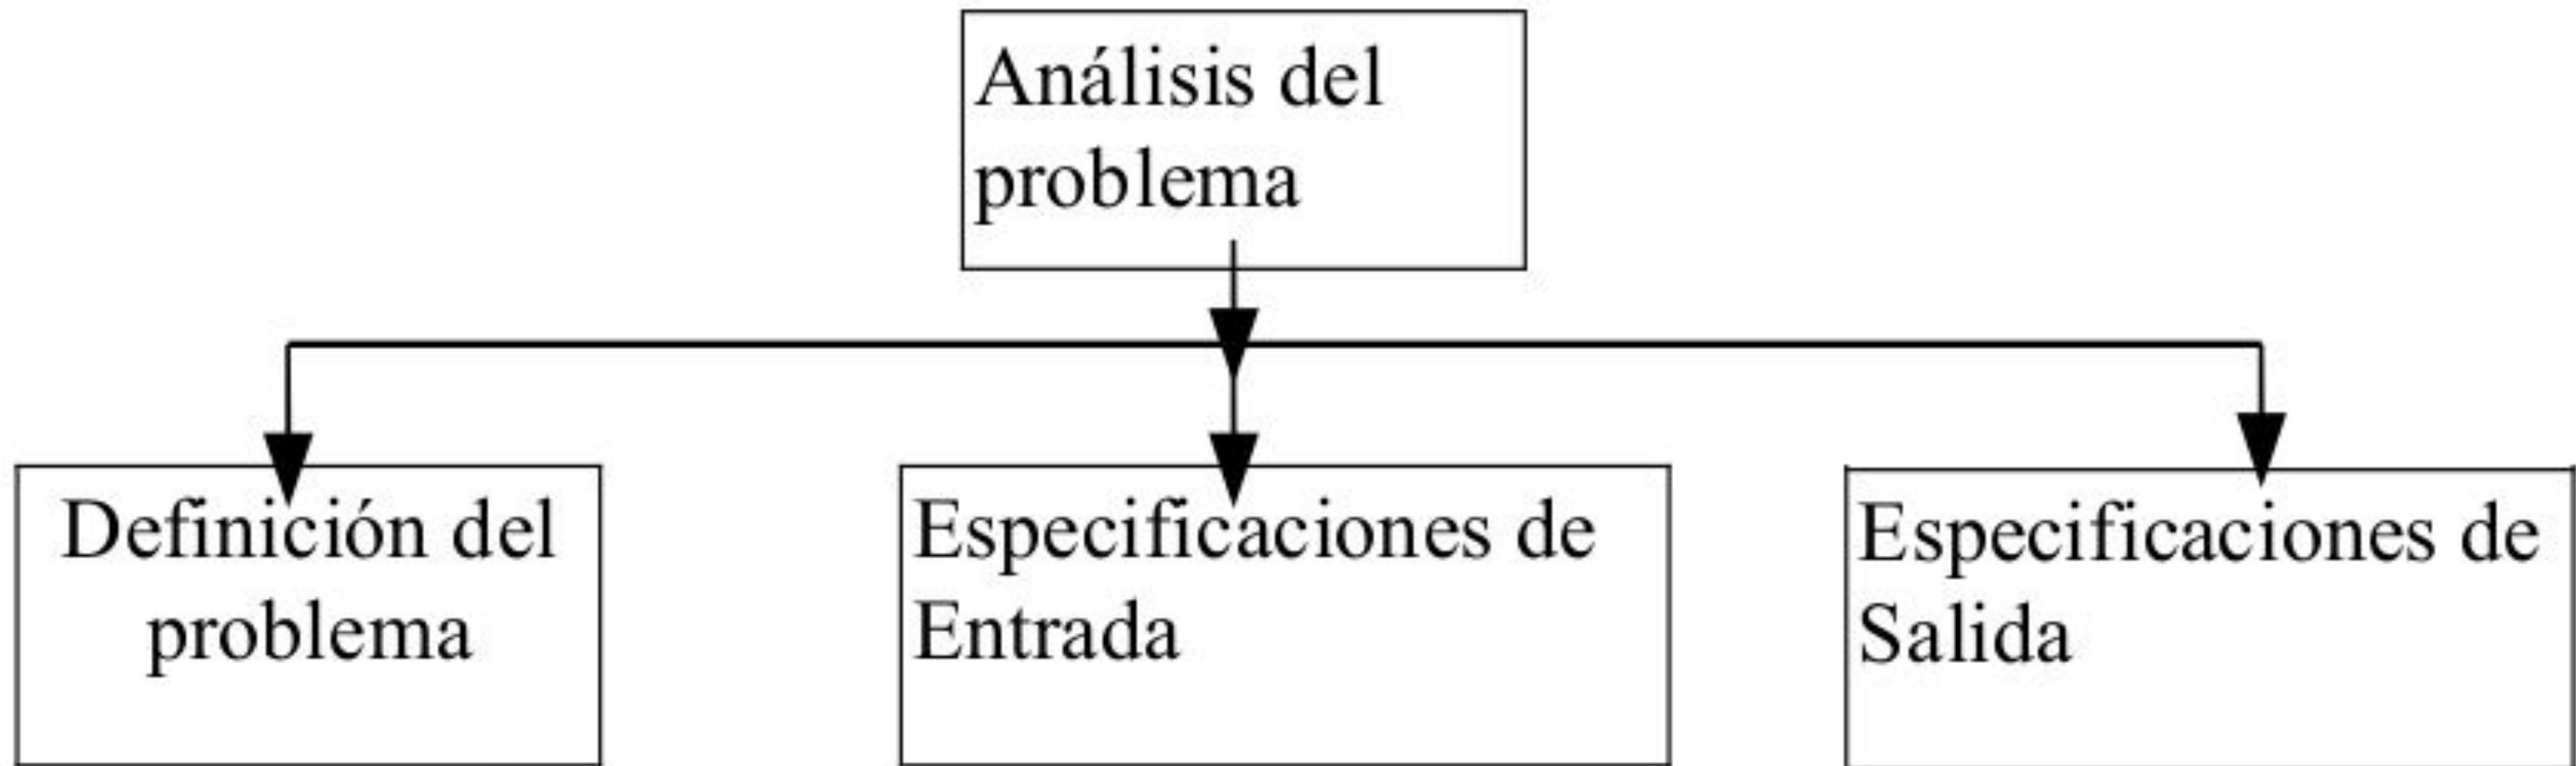 Análisis del
problema
Definición del
problema
Especificaciones de
Entrada
Especificaciones de
Salida